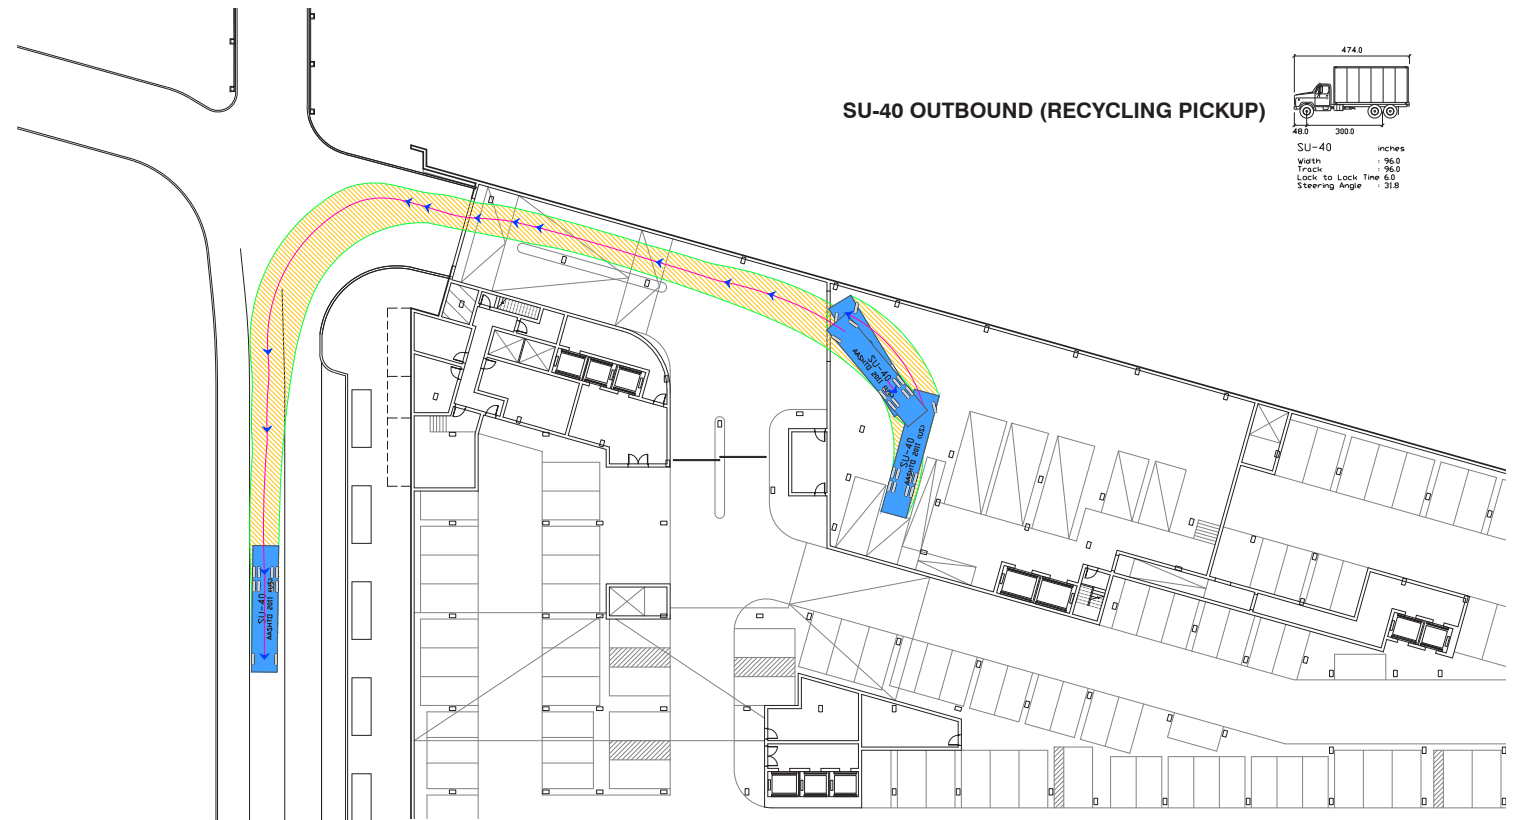 474.0
SU-40 OUTBOUND (RECYCLING PICKUP)
48.0 300.0
SU-40 inches
Width : 96.0
Track : 96.0
Lock to Lock Time : 6.0
Steering Angle : 31.8
SU-40
AASHTO 2011 (US)
SU-40
AASHTO 2011 (US)
SU-40
AASHTO 2011 (US)